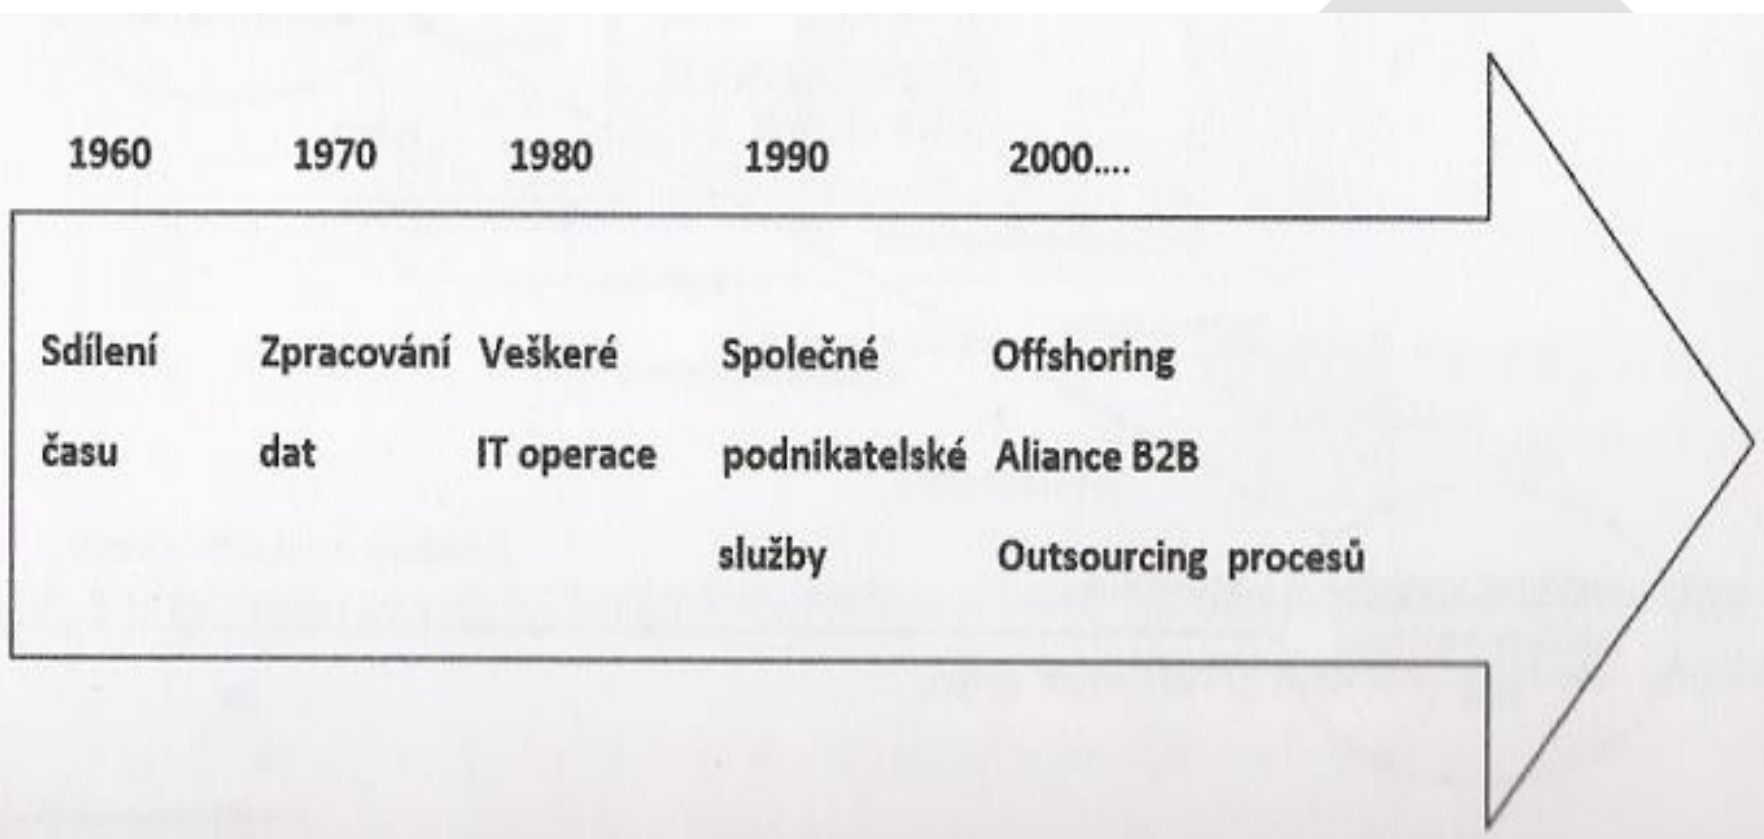 1960 1970 1980 1990 2000....
Sdílení Zpracování Veškeré Společné Offshoring
času dat IT operace podnikatelské Aliance B2B
služby Outsourcing procesů